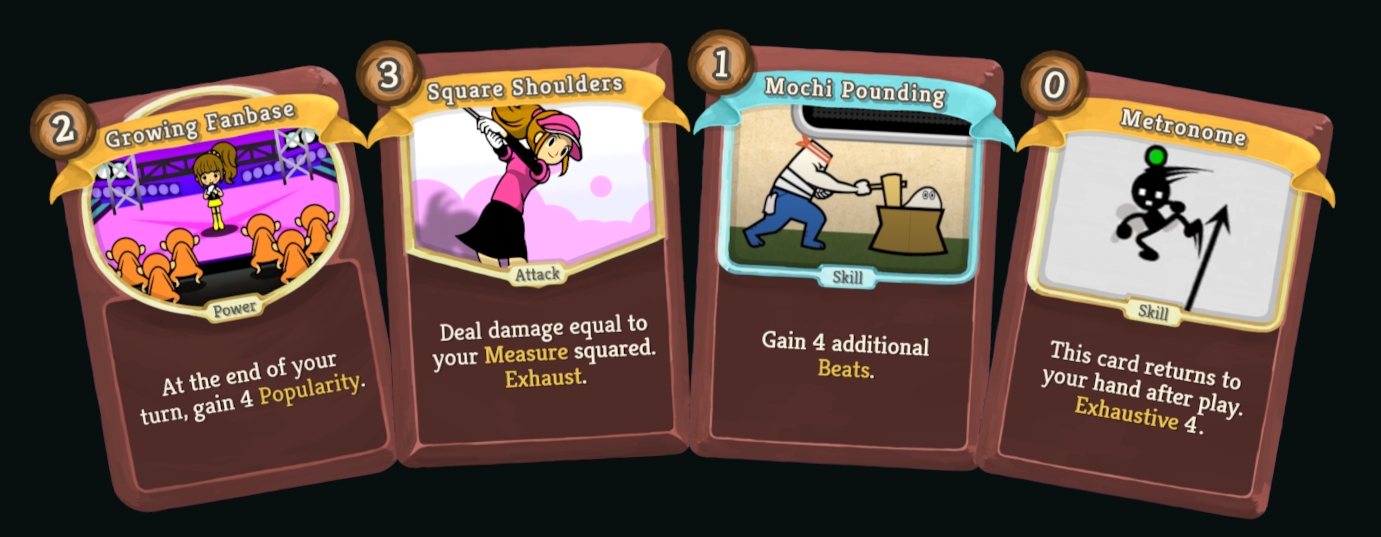 2
Growing Fanbase
Power
At the end of your
turn, gain 4 Popularity.
3
Square Shoulders
Attack
Deal damage equal to
your Measure squared.
Exhaust.
1
Mochi Pounding
Skill
Gain 4 additional
Beats.
0
Metronome
Skill
This card returns to
your hand after play.
Exhaustive 4.